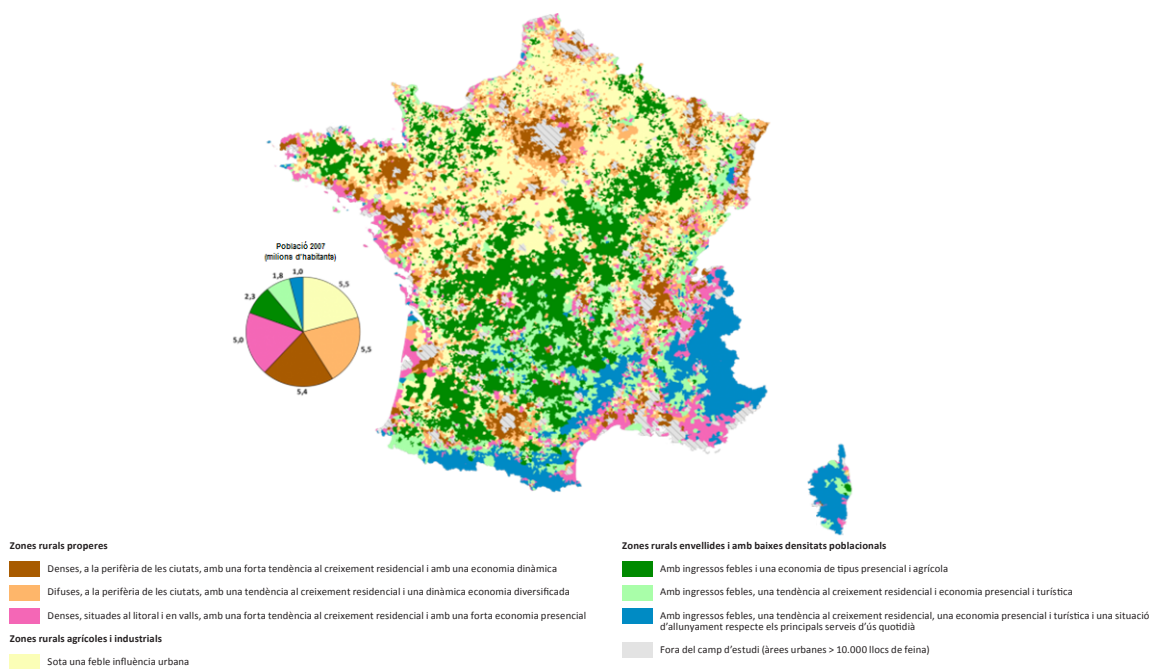 Població 2007
(milions d'habitants)
1,8
1,0
5,5
2,3
5,0
5,5
5,4
Zones rurals properes
Denses, a la perifèria de les ciutats, amb una forta tendència al creixement residencial i amb una economia dinàmica
Difuses, a la perifèria de les ciutats, amb una tendència al creixement residencial i una dinàmica economia diversificada
Denses, situades al litoral i en valls, amb una forta tendència al creixement residencial i amb una forta economia presencial
Zones rurals agrícoles i industrials
Sota una feble influència urbana
Zones rurals envellides i amb baixes densitats poblacionals
Amb ingressos febles i una economia de tipus presencial i agrícola
Amb ingressos febles, una tendència al creixement residencial i economia presencial i turística
Amb ingressos febles, una tendència al creixement residencial, una economia presencial i turística i una situació
d'allunyament respecte els principals serveis d'ús quotidià
Fora del camp d'estudi (àrees urbanes > 10.000 llocs de feina)